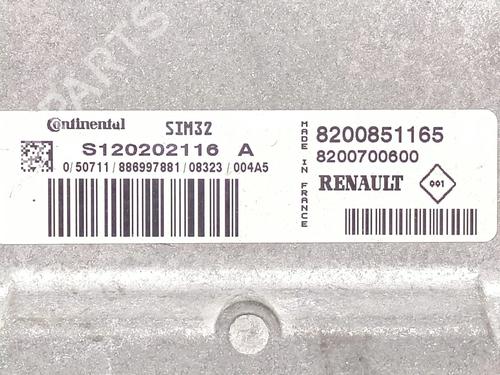 Continental SIM32
S120202116 A
0/50711/886997881/08323/004A5
MADE IN FRANCE
8200851165
8200700600
RENAULT 001
PARTS